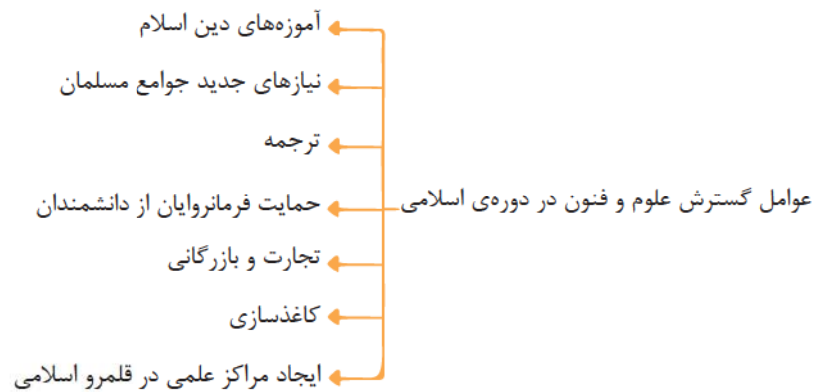 عوامل گسترش علوم و فنون در دوره‌ی اسلامی
آموزه‌های دین اسلام
نیازهای جدید جوامع مسلمان
ترجمه
حمایت فرمانروایان از دانشمندان
تجارت و بازرگانی
کاغذسازی
ایجاد مراکز علمی در قلمرو اسلامی